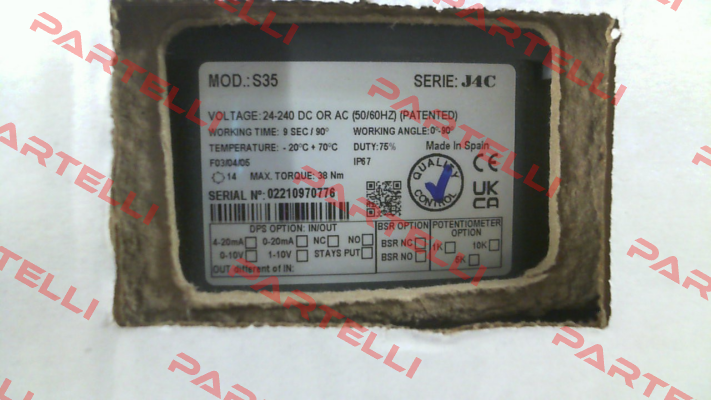 MOD.: S35 SERIE: J4C
VOLTAGE: 24-240 DC OR AC (50/60HZ) (PATENTED)
WORKING TIME: 9 SEC / 90° WORKING ANGLE: 0°-90°
TEMPERATURE: - 20°C + 70°C DUTY: 75% Made In Spain
F03/04/05 IP67
14 MAX. TORQUE: 38 Nm
SERIAL Nº: 02210970776
QUALITY CONTROL
CE
UKCA
DPS OPTION: IN/OUT BSR OPTION POTENTIOMETER OPTION
4-20mA 0-20mA NC NO BSR NC 1K 10K
0-10V 1-10V STAYS PUT BSR NO 5K
OUT different of IN:
PARTELLI
PARTELLI
PARTELLI
PARTELLI
PARTELLI
PARTELLI
PARTELLI